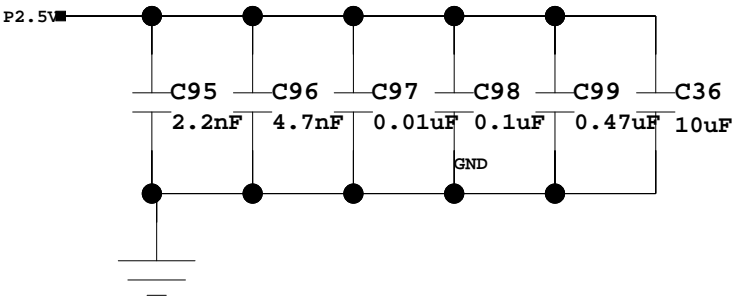 P2.5V
C95 C96 C97 C98 C99 C36
2.2nF 4.7nF 0.01uF 0.1uF 0.47uF 10uF
GND